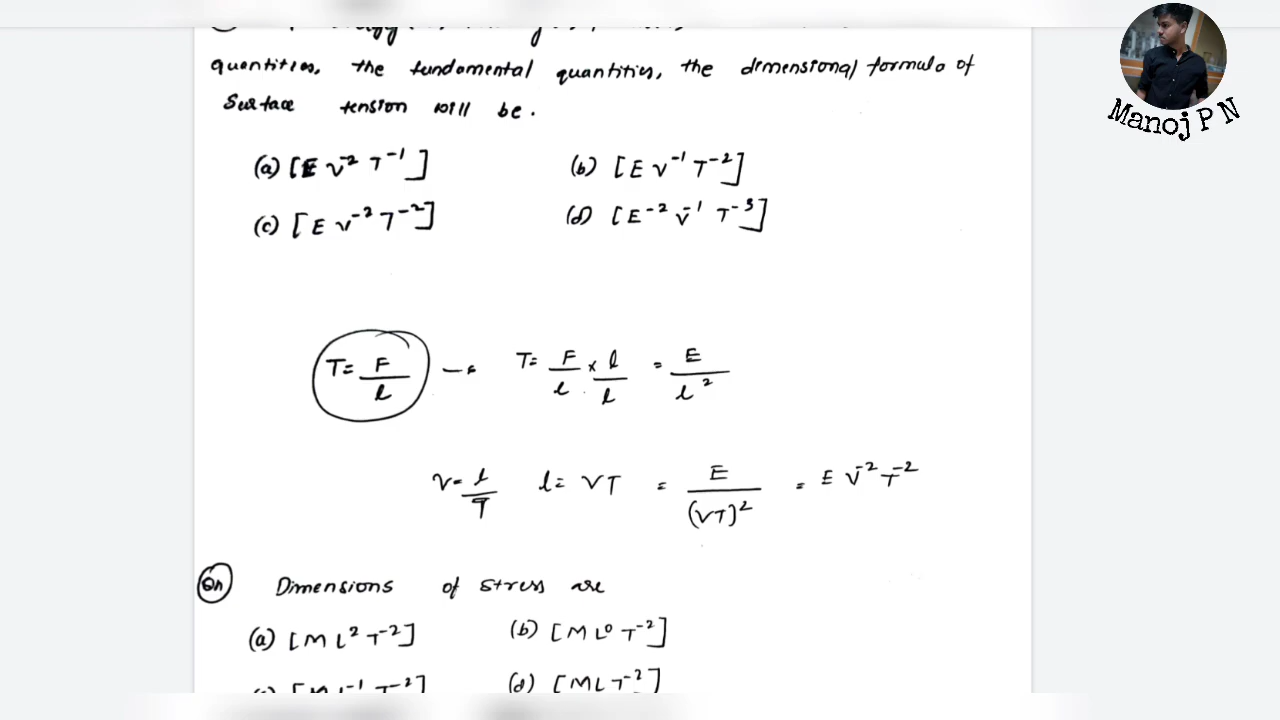 quantities, the fundamental quantities, the dimensional formula of
Surface tension will be.
(a) [E V⁻² T⁻¹] (b) [E V⁻¹ T⁻²]
(c) [E V⁻² T⁻²] (d) [E⁻² V⁻¹ T⁻³]
T = F/l → T = F/l × l/l = E/l²
V = l/T l = VT = E/(VT)² = E V⁻² T⁻²
Qn Dimensions of stress are
(a) [M L² T⁻²] (b) [M L⁰ T⁻²]
(c) [M L⁻¹ T⁻²] (d) [M L T⁻²]
Manoj P N